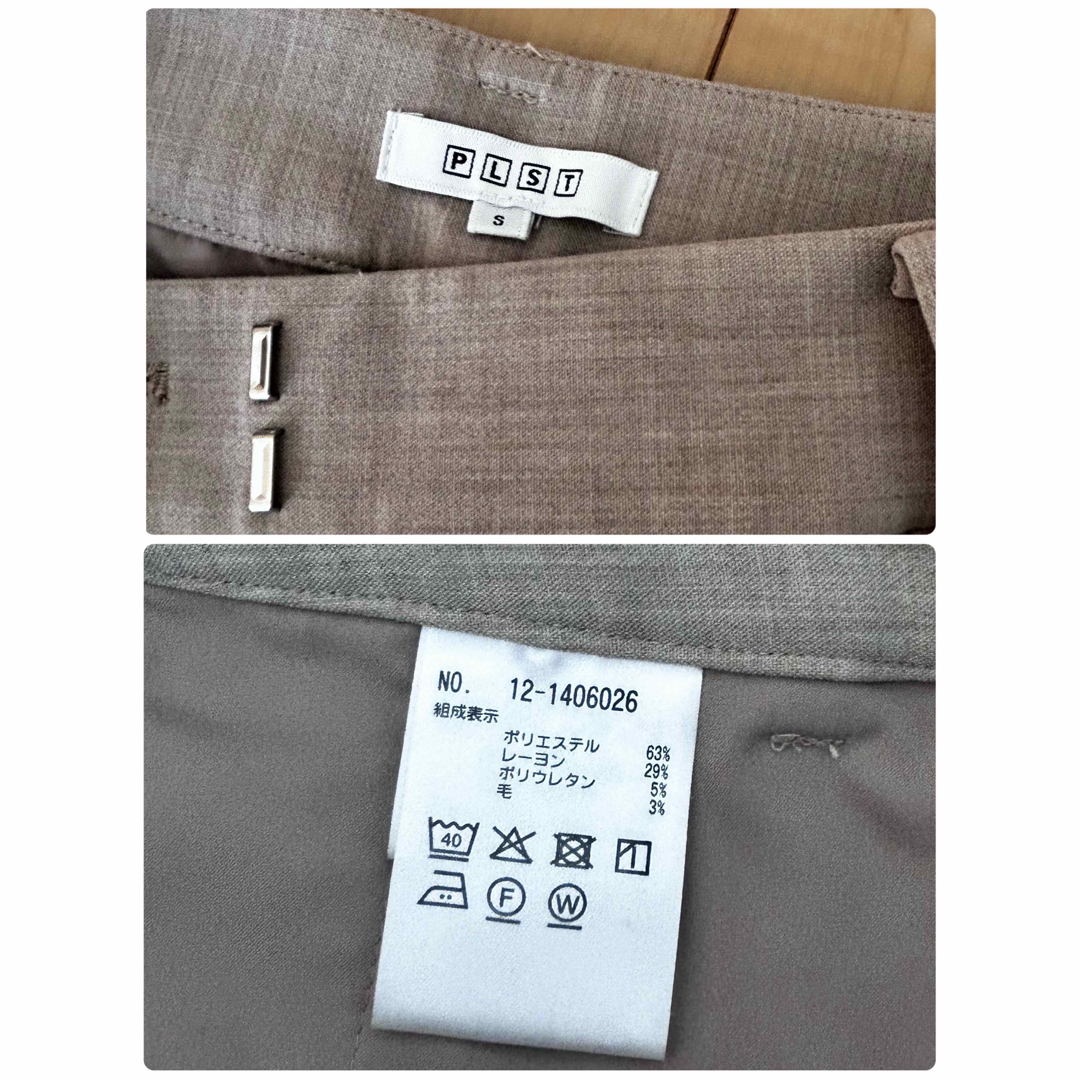 PLST
S
NO. 12-1406026
組成表示
ポリエステル 63%
レーヨン 29%
ポリウレタン 5%
毛 3%
40
F W